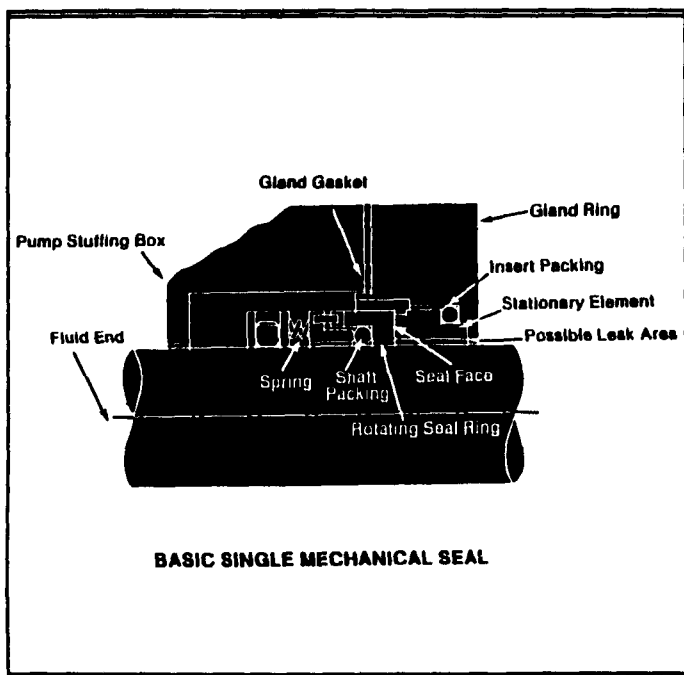 Gland Gasket
Gland Ring
Pump Stuffing Box
Insert Packing
Stationary Element
Fluid End
Possible Leak Area
Spring
Shaft
Packing
Seal Face
Rotating Seal Ring
BASIC SINGLE MECHANICAL SEAL